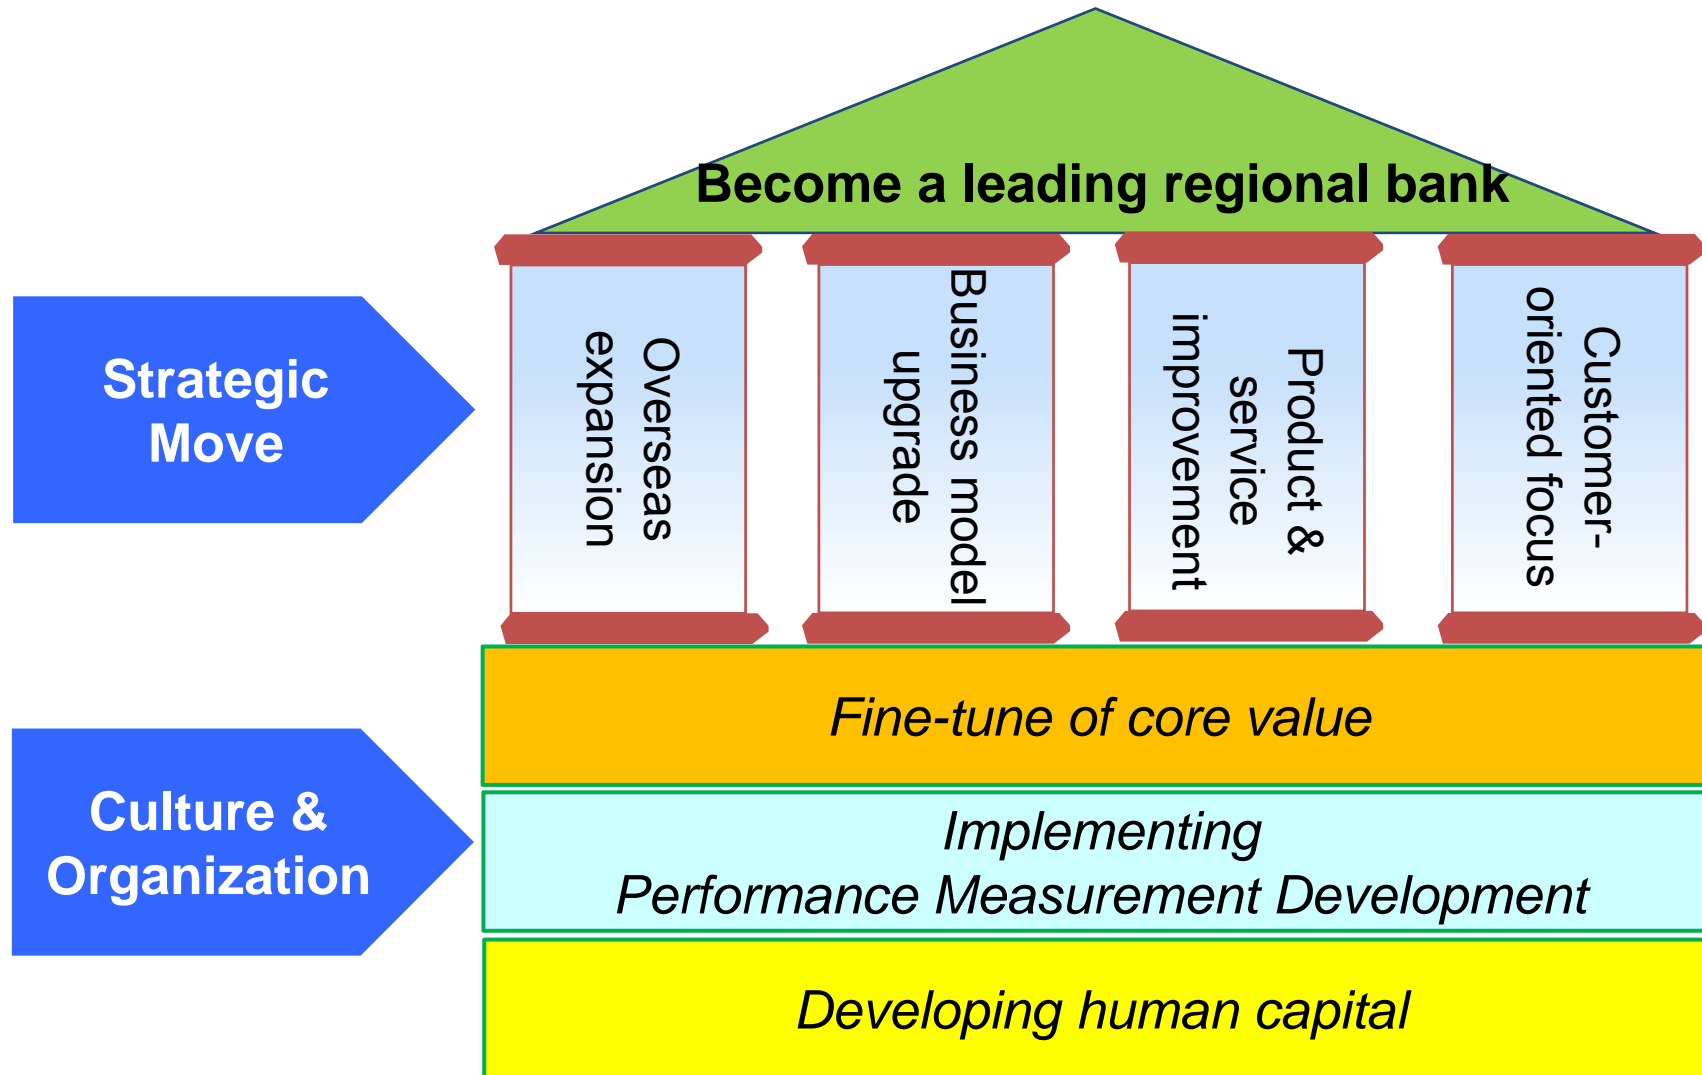 Become a leading regional bank
Strategic
Move
Overseas
expansion
Business model
upgrade
Product &
service
improvement
Customer-
oriented focus
Culture &
Organization
Fine-tune of core value
Implementing
Performance Measurement Development
Developing human capital